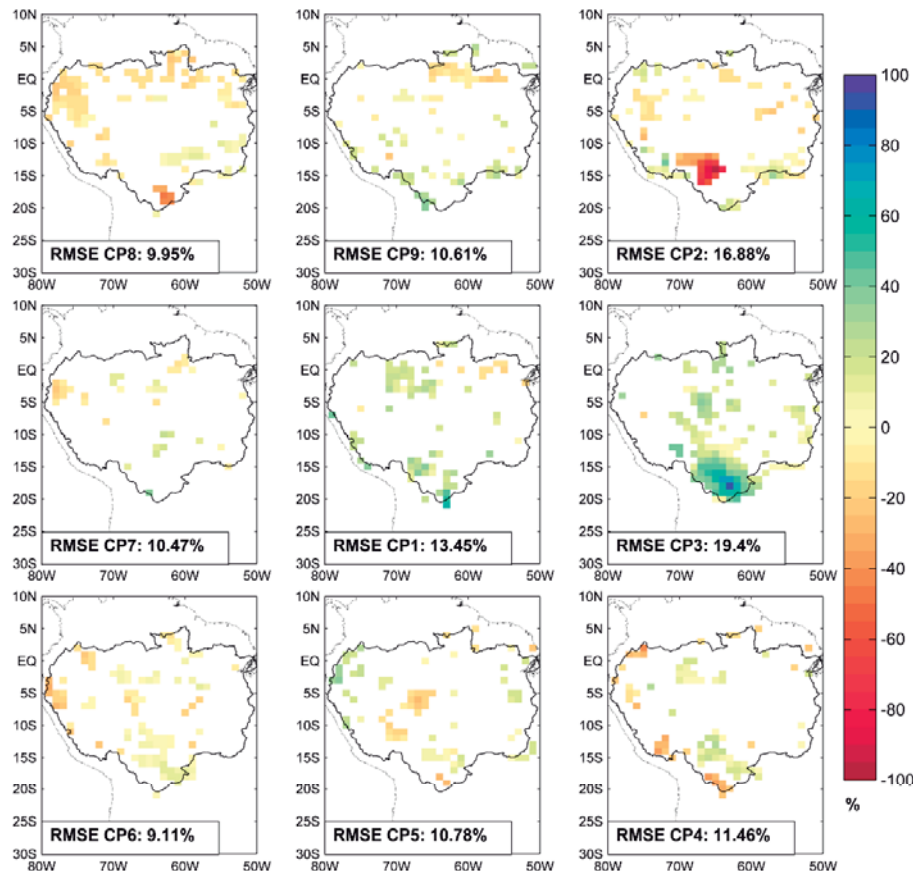 10N
5N
EQ
5S
10S
15S
20S
25S
30S
RMSE CP8: 9.95%
80W 70W 60W 50W
10N
5N
EQ
5S
10S
15S
20S
25S
30S
RMSE CP9: 10.61%
80W 70W 60W 50W
10N
5N
EQ
5S
10S
15S
20S
25S
30S
RMSE CP2: 16.88%
80W 70W 60W 50W
10N
5N
EQ
5S
10S
15S
20S
25S
30S
RMSE CP7: 10.47%
80W 70W 60W 50W
10N
5N
EQ
5S
10S
15S
20S
25S
30S
RMSE CP1: 13.45%
80W 70W 60W 50W
10N
5N
EQ
5S
10S
15S
20S
25S
30S
RMSE CP3: 19.4%
80W 70W 60W 50W
10N
5N
EQ
5S
10S
15S
20S
25S
30S
RMSE CP6: 9.11%
80W 70W 60W 50W
10N
5N
EQ
5S
10S
15S
20S
25S
30S
RMSE CP5: 10.78%
80W 70W 60W 50W
10N
5N
EQ
5S
10S
15S
20S
25S
30S
RMSE CP4: 11.46%
80W 70W 60W 50W
100
80
60
40
20
0
-20
-40
-60
-80
-100
%